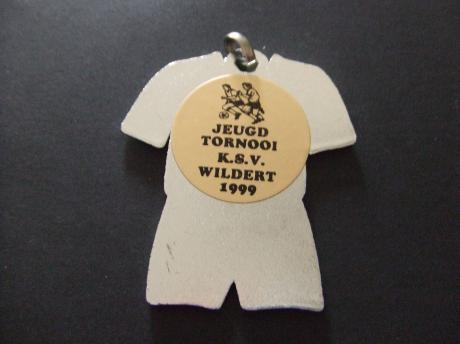 JEUGD
TORNOOI
K.S.V.
WILDERT
1999